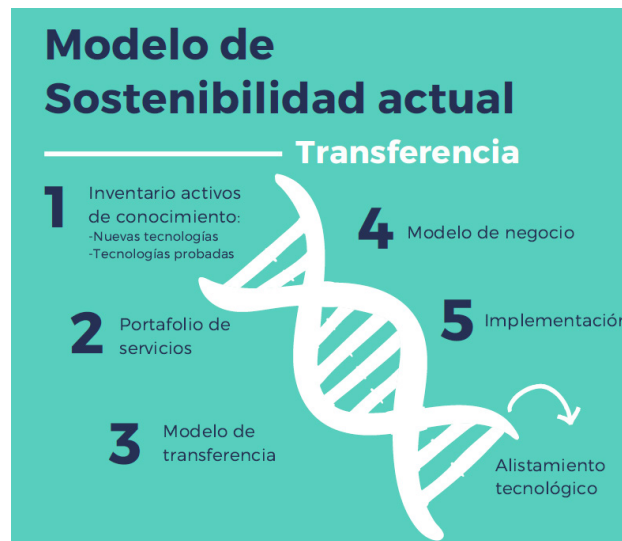 Modelo de
Sostenibilidad actual
Transferencia
1
Inventario activos
de conocimiento:
-Nuevas tecnologías
-Tecnologías probadas
2
Portafolio de
servicios
3
Modelo de
transferencia
4
Modelo de negocio
5
Implementación
Alistamiento
tecnológico